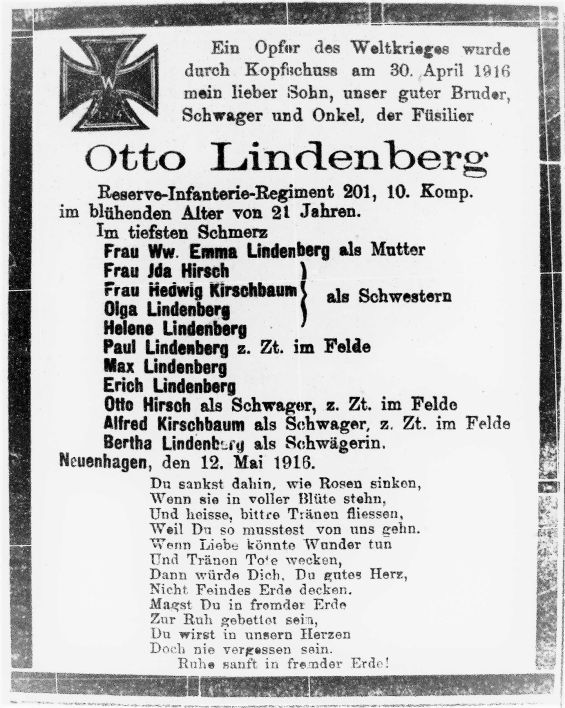 W
Ein Opfer des Weltkrieges wurde
durch Kopfschuss am 30. April 1916
mein lieber Sohn, unser guter Bruder,
Schwager und Onkel, der Füsilier
Otto Lindenberg
Reserve-Infanterie-Regiment 201, 10. Komp.
im blühenden Alter von 21 Jahren.
Im tiefsten Schmerz
Frau Ww. Emma Lindenberg als Mutter
Frau Jda Hirsch
Frau Hedwig Kirschbaum
Olga Lindenberg
Helene Lindenberg
als Schwestern
Paul Lindenberg z. Zt. im Felde
Max Lindenberg
Erich Lindenberg
Otto Hirsch als Schwager, z. Zt. im Felde
Alfred Kirschbaum als Schwager, z. Zt. im Felde
Bertha Lindenberg als Schwägerin.
Neuenhagen, den 12. Mai 1916.
Du sankst dahin, wie Rosen sinken,
Wenn sie in voller Blüte stehn,
Und heisse, bittre Tränen fliessen,
Weil Du so musstest von uns gehn.
Wenn Liebe könnte Wunder tun
Und Tränen Tote wecken,
Dann würde Dich, Du gutes Herz,
Nicht Feindes Erde decken.
Magst Du in fremder Erde
Zur Ruh gebettet sein,
Du wirst in unsern Herzen
Doch nie vergessen sein.
Ruhe sanft in fremder Erde!